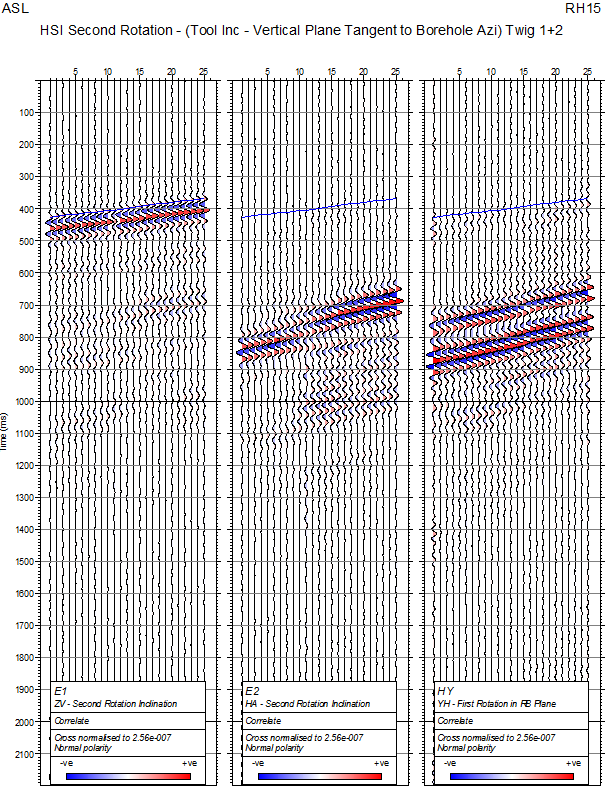 ASL RH15
HSI Second Rotation - (Tool Inc - Vertical Plane Tangent to Borehole Azi) Twig 1+2
5 10 15 20 25 5 10 15 20 25 5 10 15 20 25
100
200
300
400
500
600
700
800
900
1000
1100
1200
1300
1400
1500
1600
1700
1800
1900
2000
2100
Time (ms)
E1
ZV - Second Rotation Inclination
Correlate
Cross normalised to 2.56e-007
Normal polarity
-ve +ve
E2
HA - Second Rotation Inclination
Correlate
Cross normalised to 2.56e-007
Normal polarity
-ve +ve
HY
YH - First Rotation in RB Plane
Correlate
Cross normalised to 2.56e-007
Normal polarity
-ve +ve